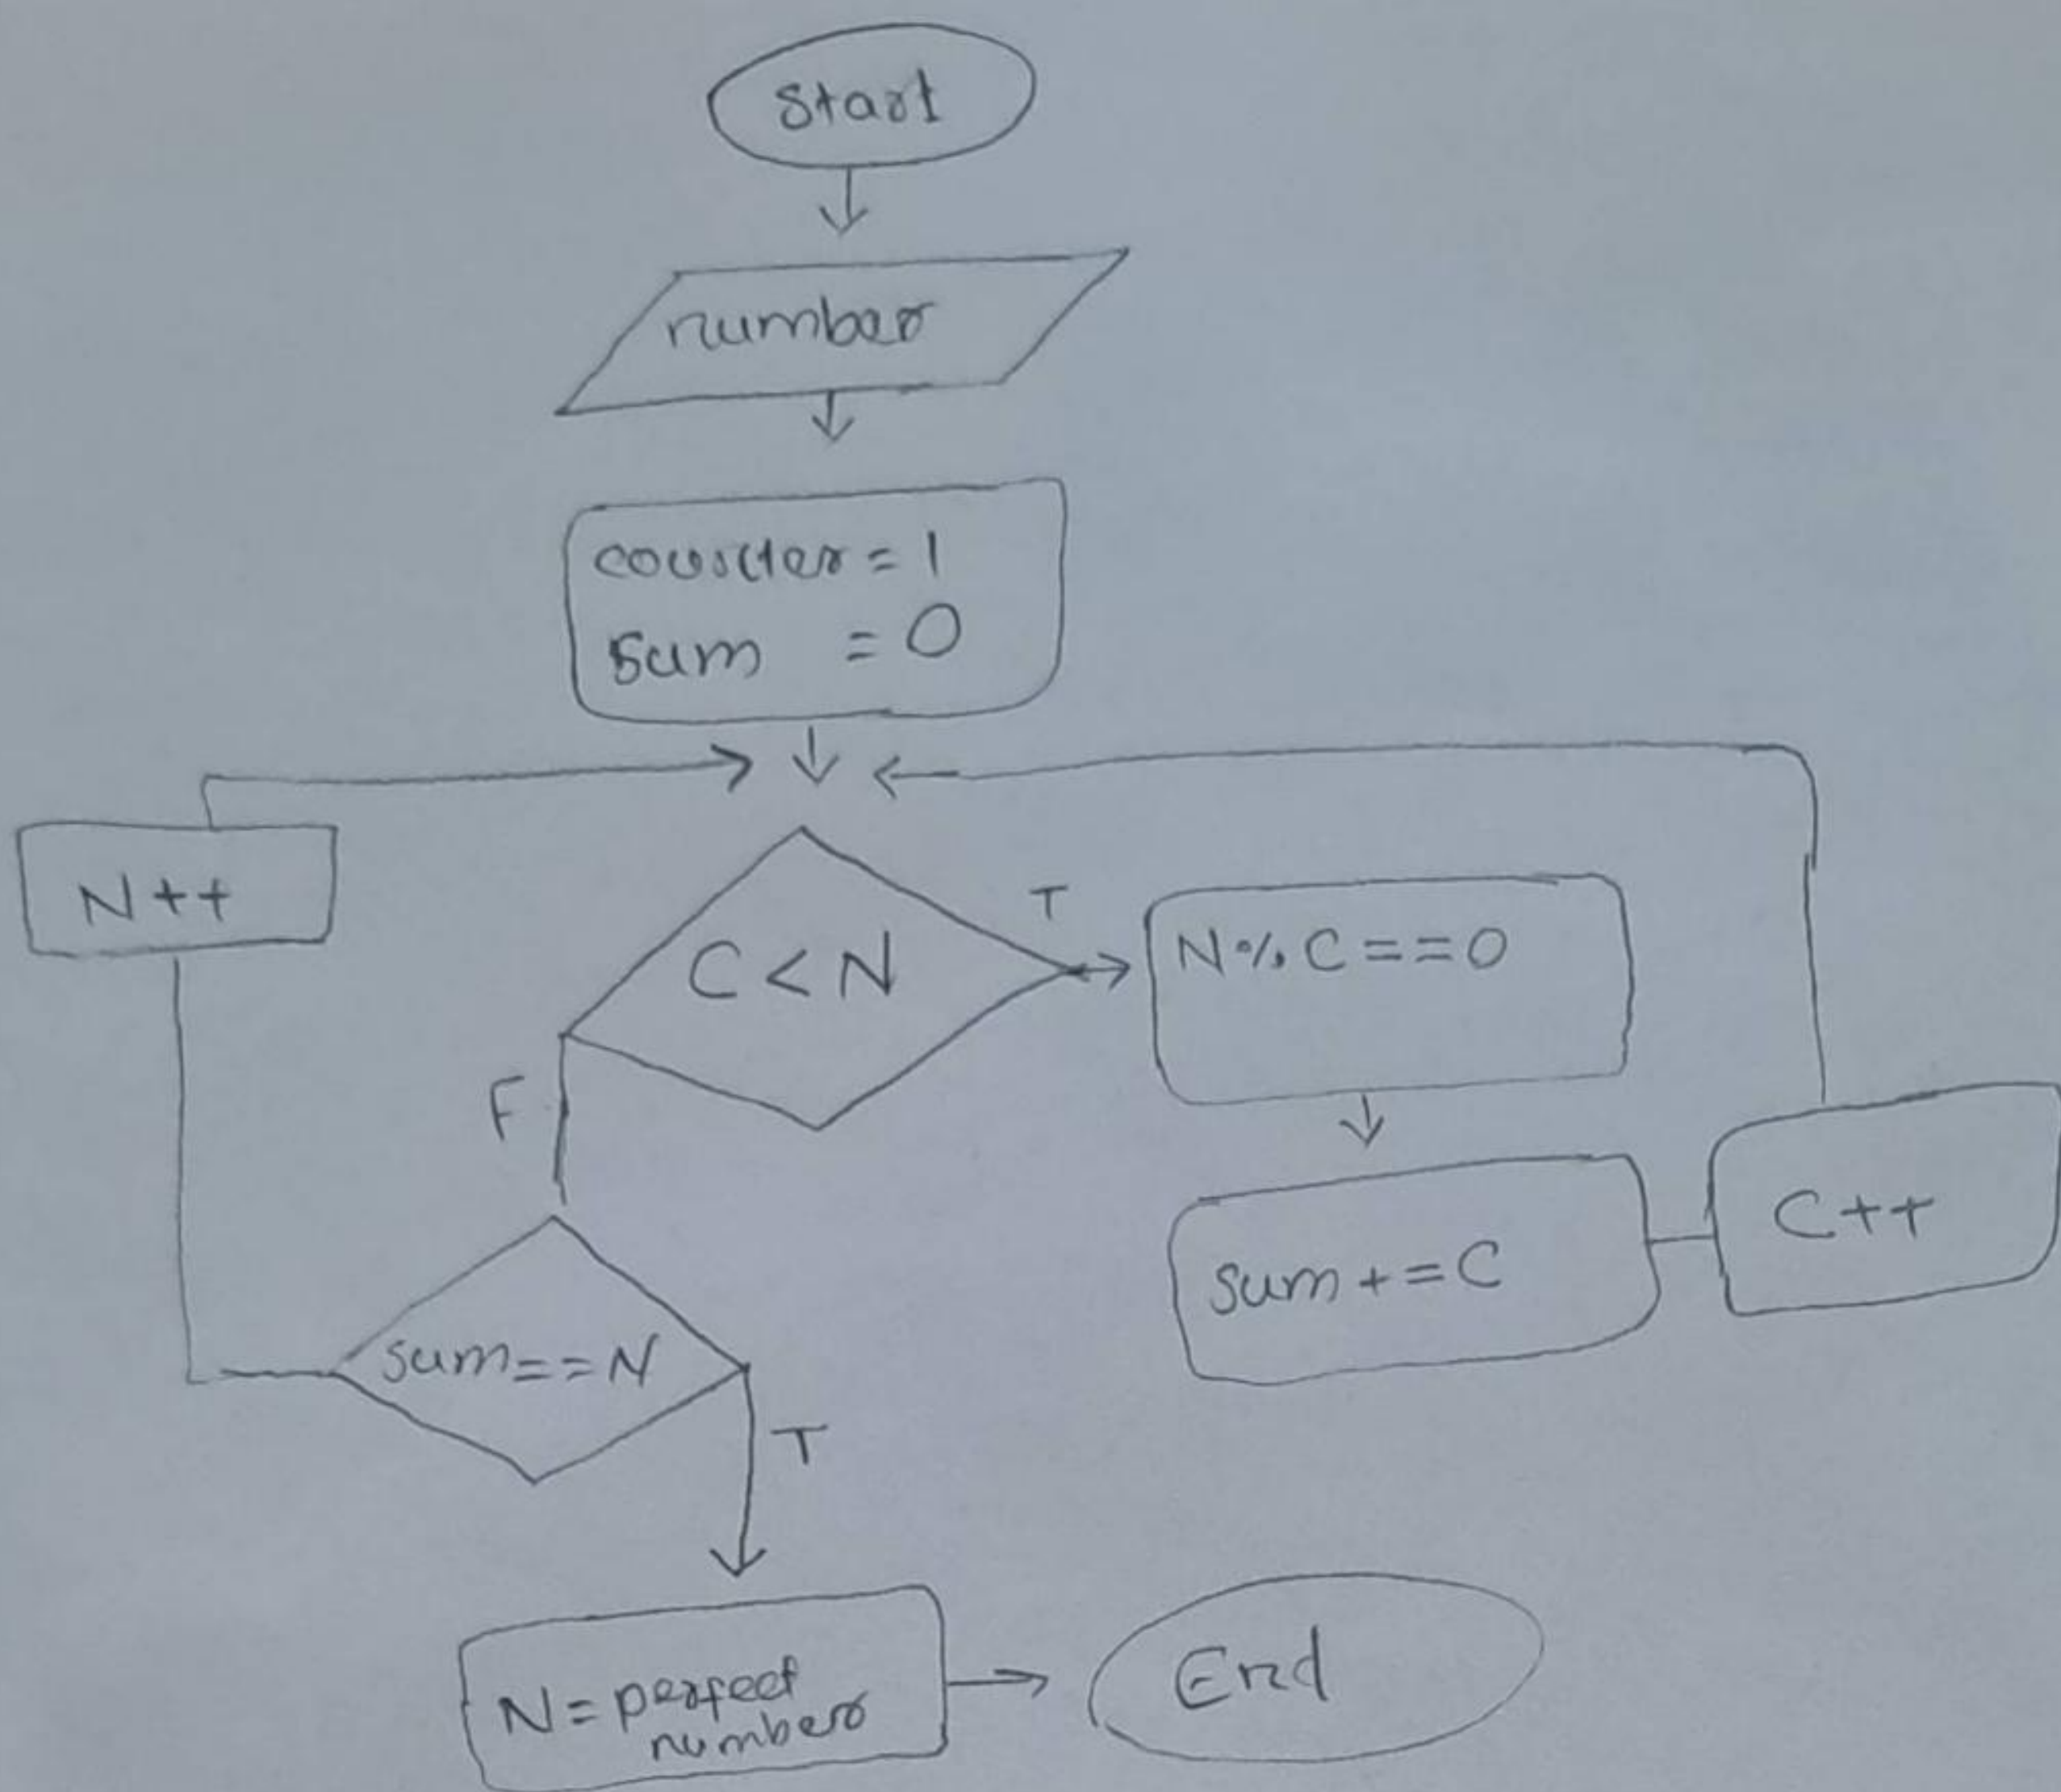 Start
number
counter = 1
sum = 0
N++
C < N
T
N % C == 0
F
sum += C
C++
sum == N
T
N = perfect
number
End